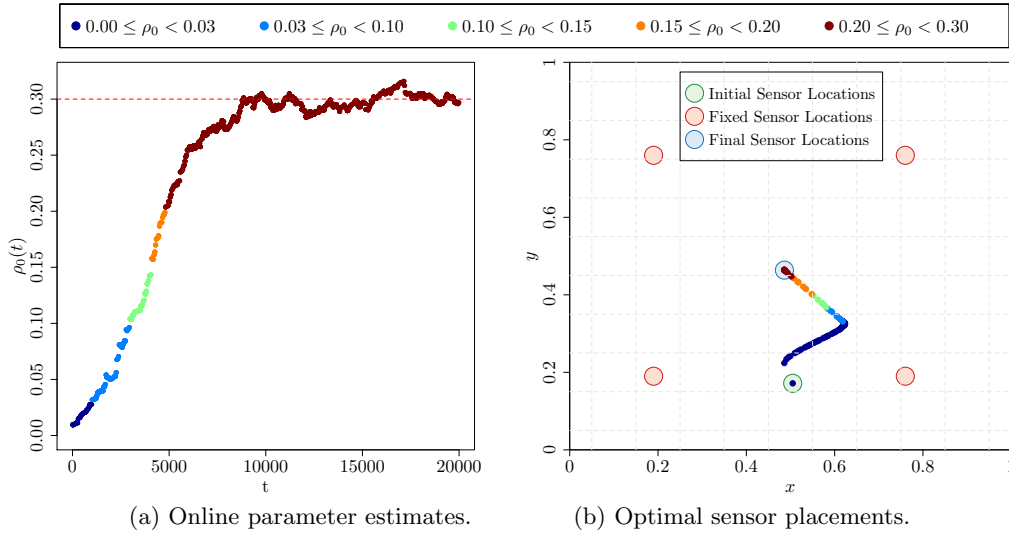 0.00 ≤ ρ₀ < 0.03 0.03 ≤ ρ₀ < 0.10 0.10 ≤ ρ₀ < 0.15 0.15 ≤ ρ₀ < 0.20 0.20 ≤ ρ₀ < 0.30
ρ₀(t)
0.30
0.25
0.20
0.15
0.10
0.05
0.00
0 5000 10000 15000 20000
t
(a) Online parameter estimates.
Initial Sensor Locations
Fixed Sensor Locations
Final Sensor Locations
y
1
0.8
0.6
0.4
0.2
0
0 0.2 0.4 0.6 0.8 1
x
(b) Optimal sensor placements.